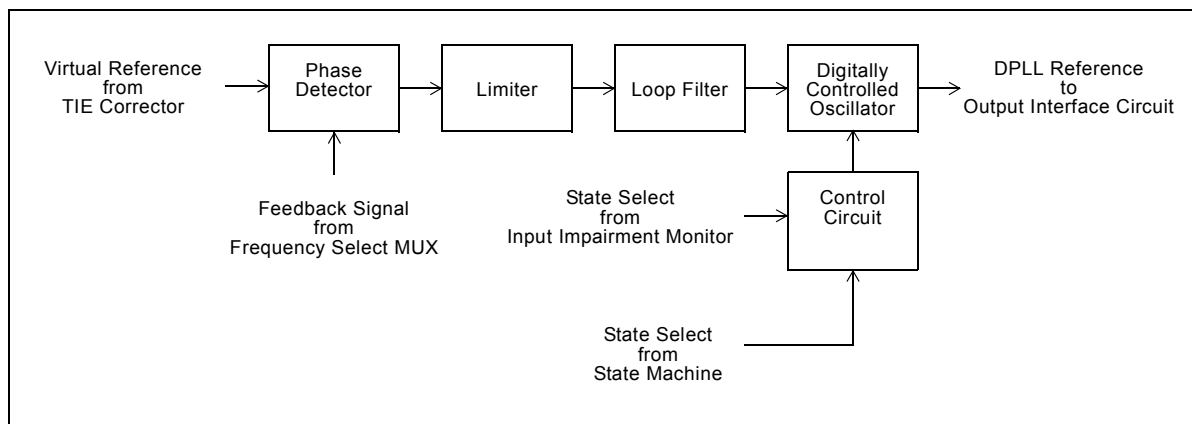 Virtual Reference
from
TIE Corrector
Phase
Detector
Limiter
Loop Filter
Digitally
Controlled
Oscillator
DPLL Reference
to
Output Interface Circuit
Feedback Signal
from
Frequency Select MUX
State Select
from
Input Impairment Monitor
Control
Circuit
State Select
from
State Machine